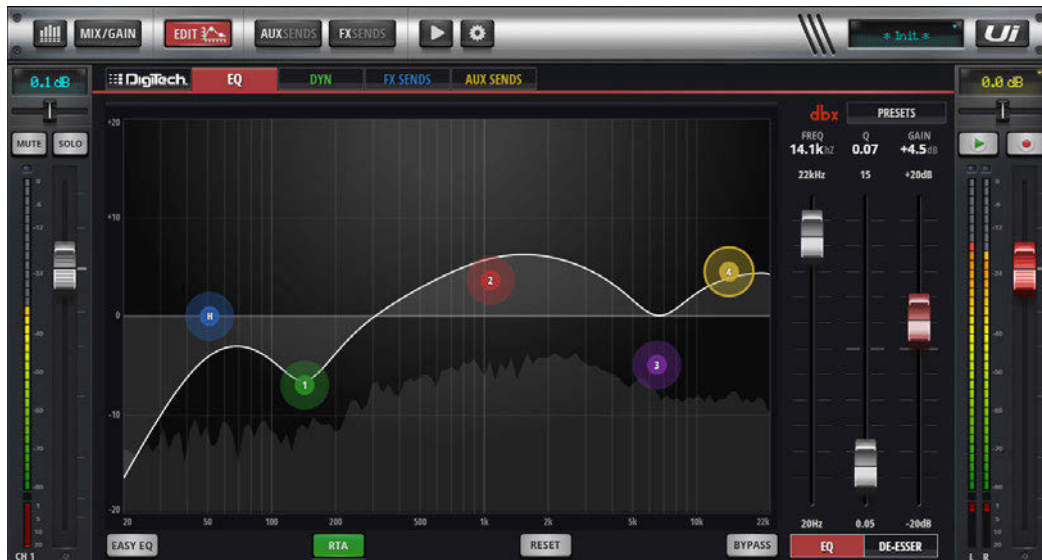 MIX/GAIN EDIT AUXSENDS FXSENDS * Init * Ui
0.1 dB DigiTech EQ DYN FX SENDS AUX SENDS 0.0 dB
dbx PRESETS
FREQ Q GAIN
14.1khz 0.07 +4.5dB
MUTE SOLO
22kHz 15 +20dB
+20
+10
0
-10
-20
H 1 2 3 4
20 50 100 200 500 1k 2k 5k 10k 22k
20Hz 0.05 -20dB
EASY EQ RTA RESET BYPASS EQ DE-ESSER
CH 1 L R